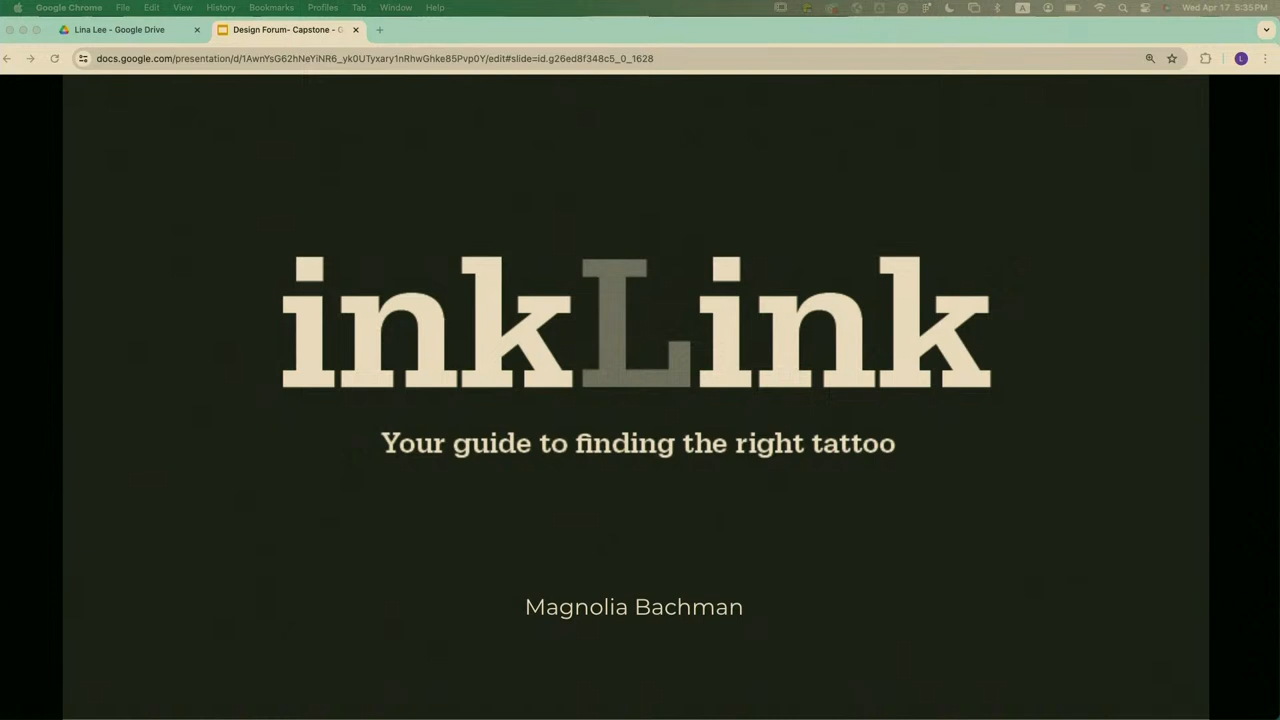 Google Chrome File Edit View History Bookmarks Profiles Tab Window Help A Wed Apr 17 5:35 PM
Lina Lee - Google Drive Design Forum- Capstone - G
docs.google.com/presentation/d/1AwnYsG62hNeYiNR6_yk0UTyxary1nRhwGhke85Pvp0Y/edit#slide=id.g26ed8f348c5_0_1628 L
inkLink
Your guide to finding the right tattoo
Magnolia Bachman